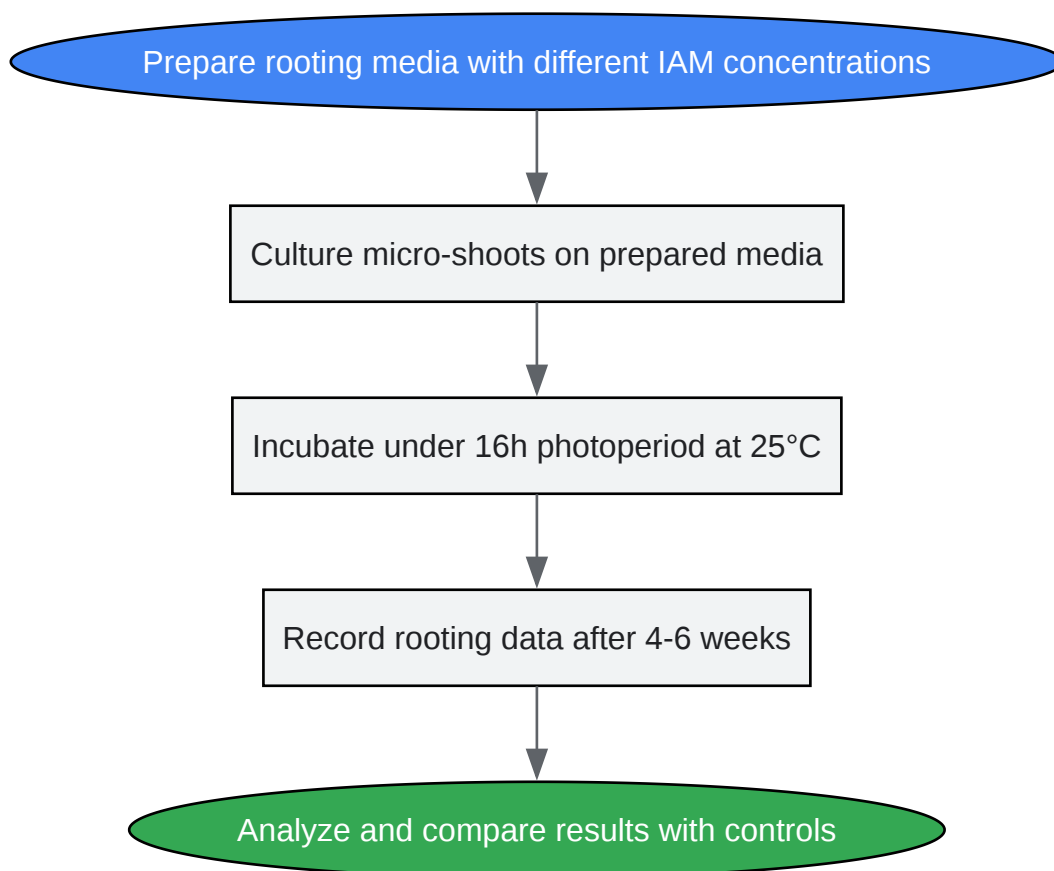 Prepare rooting media with different IAM concentrations
Culture micro-shoots on prepared media
Incubate under 16h photoperiod at 25°C
Record rooting data after 4-6 weeks
Analyze and compare results with controls